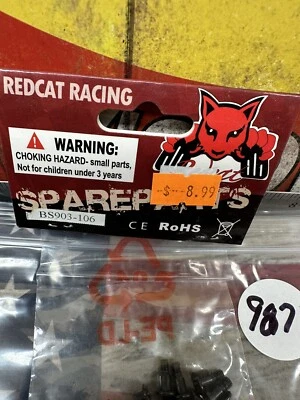 REDCAT RACING
WARNING:
CHOKING HAZARD- small parts,
Not for children under 3 years
-$--8.99
SPAREPARTS
BS903-106
CE RoHS
987